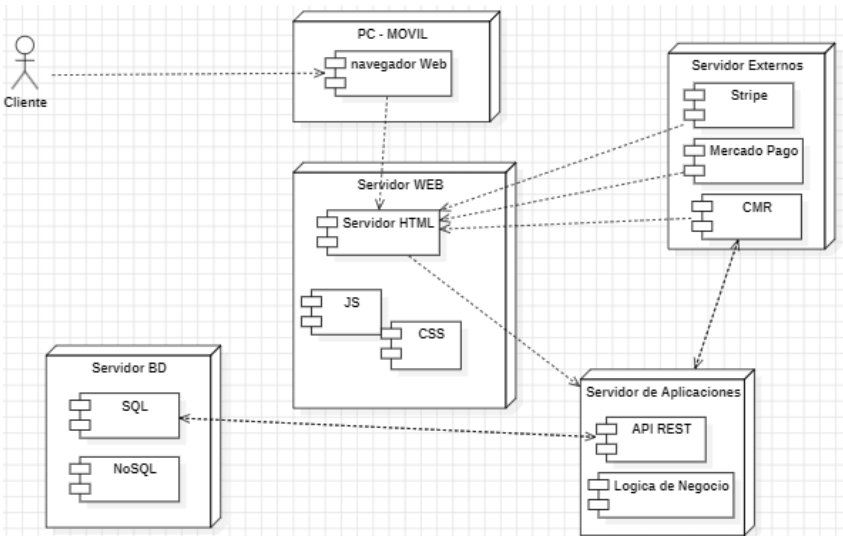 PC - MOVIL
navegador Web
Cliente
Servidor Externos
Stripe
Mercado Pago
CMR
Servidor WEB
Servidor HTML
JS
CSS
Servidor BD
SQL
NoSQL
Servidor de Aplicaciones
API REST
Logica de Negocio